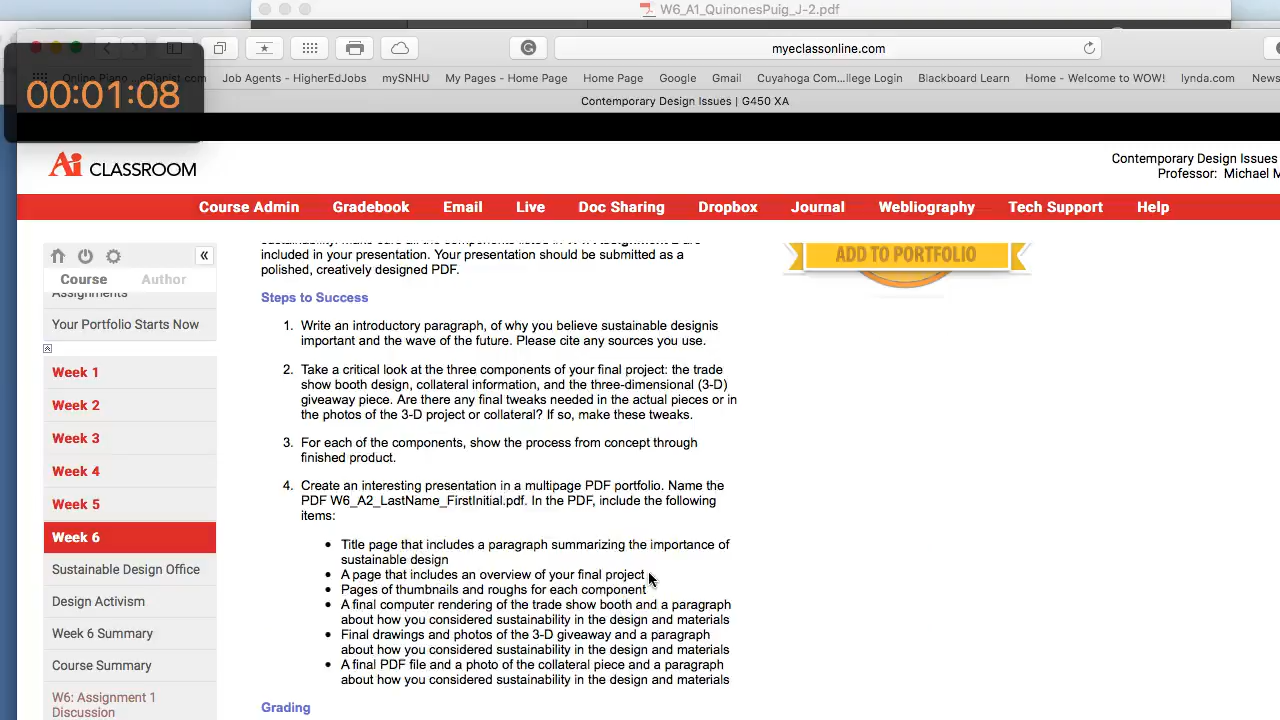 W6_A1_QuinonesPuig_J-2.pdf
myeclassonline.com
Job Agents - HigherEdJobs mySNHU My Pages - Home Page Home Page Google Gmail Cuyahoga Com...llege Login Blackboard Learn Home - Welcome to WOW! lynda.com News
00:01:08
Contemporary Design Issues | G450 XA
Ai CLASSROOM
Contemporary Design Issues
Professor: Michael M
Course Admin Gradebook Email Live Doc Sharing Dropbox Journal Webliography Tech Support Help
included in your presentation. Your presentation should be submitted as a
polished, creatively designed PDF.
ADD TO PORTFOLIO
«
Course Author
Assignments
Your Portfolio Starts Now
Week 1
Week 2
Week 3
Week 4
Week 5
Week 6
Sustainable Design Office
Design Activism
Week 6 Summary
Course Summary
W6: Assignment 1
Discussion
Steps to Success
1. Write an introductory paragraph, of why you believe sustainable designis
important and the wave of the future. Please cite any sources you use.
2. Take a critical look at the three components of your final project: the trade
show booth design, collateral information, and the three-dimensional (3-D)
giveaway piece. Are there any final tweaks needed in the actual pieces or in
the photos of the 3-D project or collateral? If so, make these tweaks.
3. For each of the components, show the process from concept through
finished product.
4. Create an interesting presentation in a multipage PDF portfolio. Name the
PDF W6_A2_LastName_FirstInitial.pdf. In the PDF, include the following
items:
• Title page that includes a paragraph summarizing the importance of
sustainable design
• A page that includes an overview of your final project
• Pages of thumbnails and roughs for each component
• A final computer rendering of the trade show booth and a paragraph
about how you considered sustainability in the design and materials
• Final drawings and photos of the 3-D giveaway and a paragraph
about how you considered sustainability in the design and materials
• A final PDF file and a photo of the collateral piece and a paragraph
about how you considered sustainability in the design and materials
Grading